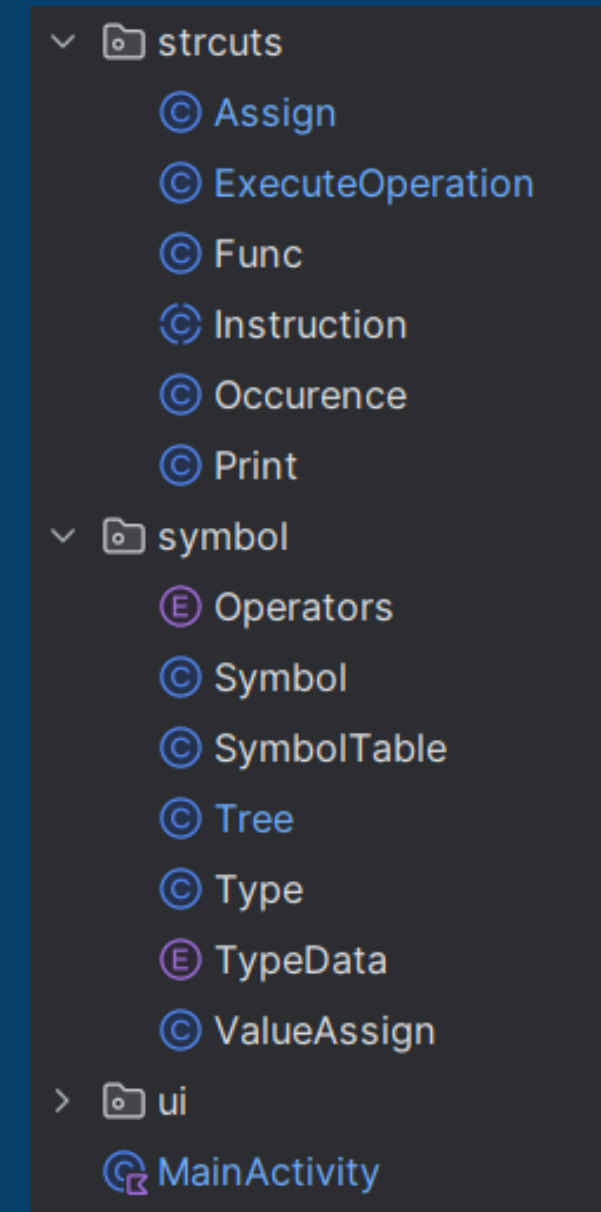 strcuts
Assign
ExecuteOperation
Func
Instruction
Occurence
Print
symbol
Operators
Symbol
SymbolTable
Tree
Type
TypeData
ValueAssign
ui
MainActivity